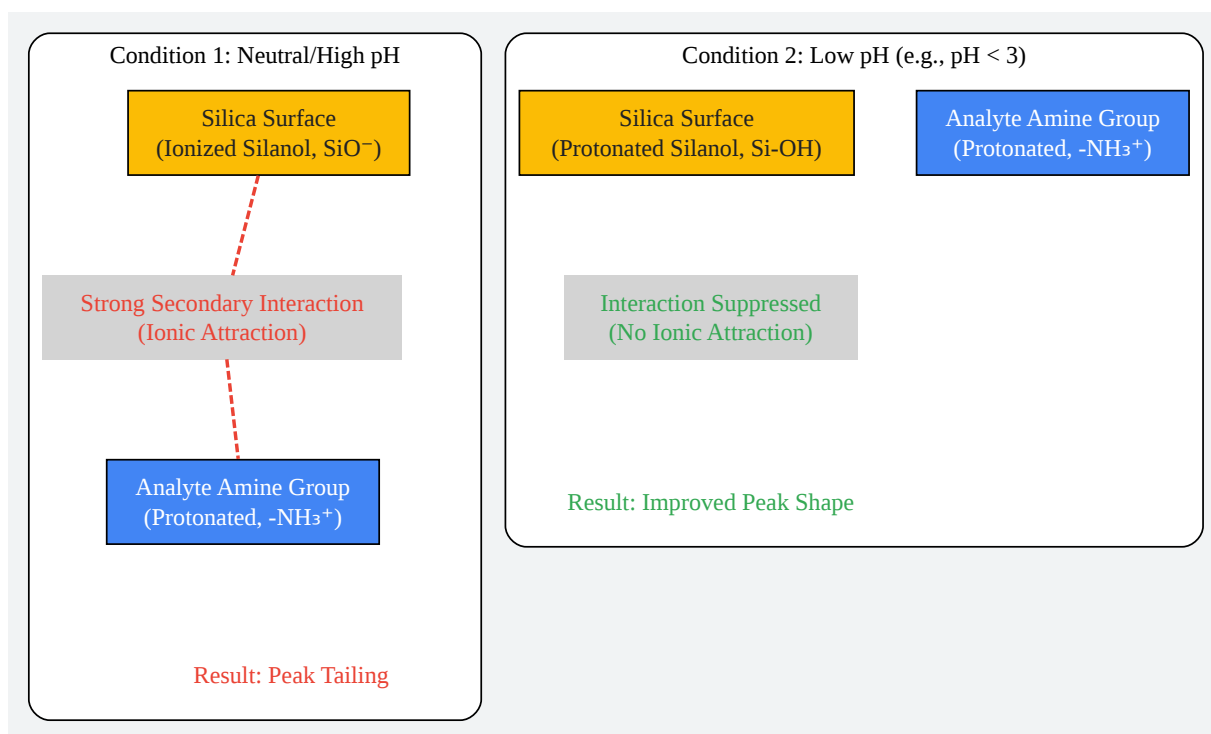 Condition 1: Neutral/High pH
Silica Surface
(Ionized Silanol, SiO⁻)
Strong Secondary Interaction
(Ionic Attraction)
Analyte Amine Group
(Protonated, -NH₃⁺)
Result: Peak Tailing
Condition 2: Low pH (e.g., pH < 3)
Silica Surface
(Protonated Silanol, Si-OH)
Analyte Amine Group
(Protonated, -NH₃⁺)
Interaction Suppressed
(No Ionic Attraction)
Result: Improved Peak Shape